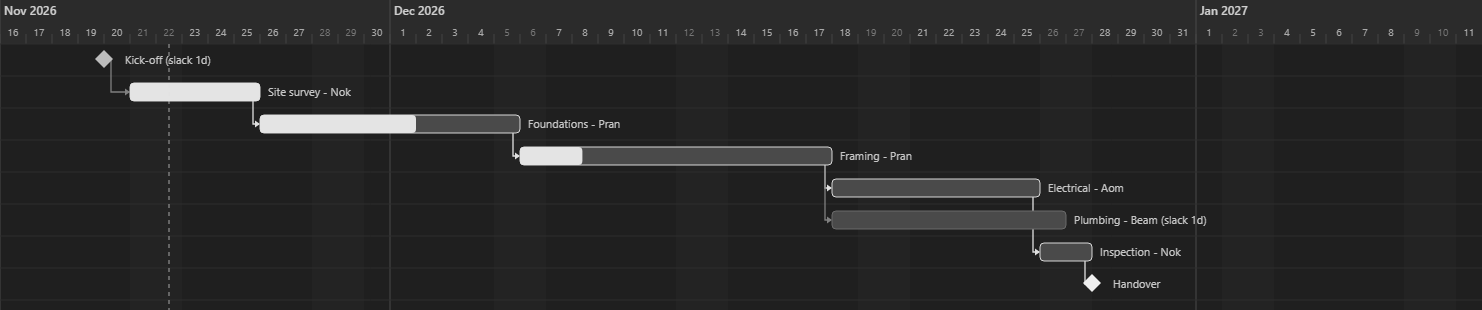 Nov 2026 Dec 2026 Jan 2027
16 17 18 19 20 21 22 23 24 25 26 27 28 29 30 1 2 3 4 5 6 7 8 9 10 11 12 13 14 15 16 17 18 19 20 21 22 23 24 25 26 27 28 29 30 31 1 2 3 4 5 6 7 8 9 10 11
Kick-off (slack 1d)
Site survey - Nok
Foundations - Pran
Framing - Pran
Electrical - Aom
Plumbing - Beam (slack 1d)
Inspection - Nok
Handover